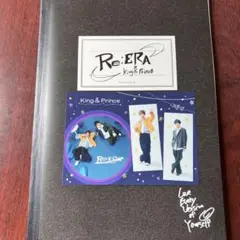 Re:ERA
King & Prince
King & Prince
Re:ERA
Love
Every
Version
of
Yourself